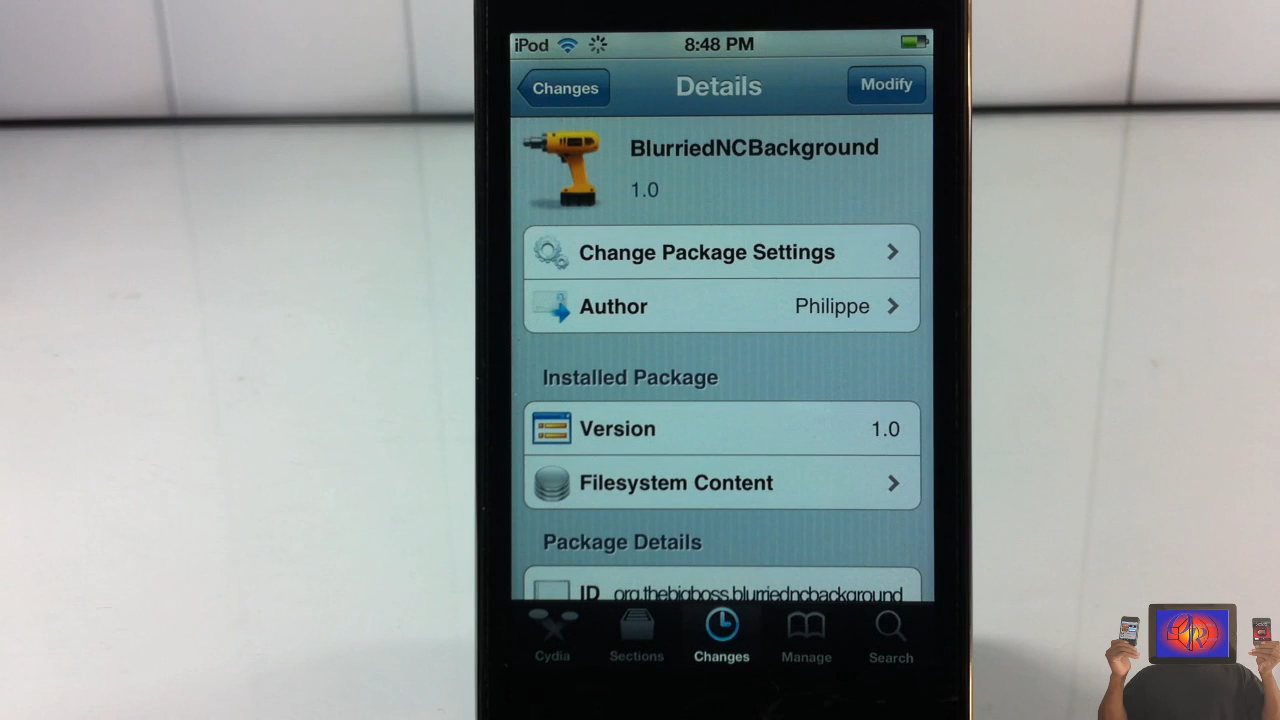 iPod 8:48 PM
Changes Details Modify
BlurriedNCBackground
1.0
Change Package Settings
Author Philippe
Installed Package
Version 1.0
Filesystem Content
Package Details
ID org.thebigboss.blurriedncbackground
Cydia Sections Changes Manage Search